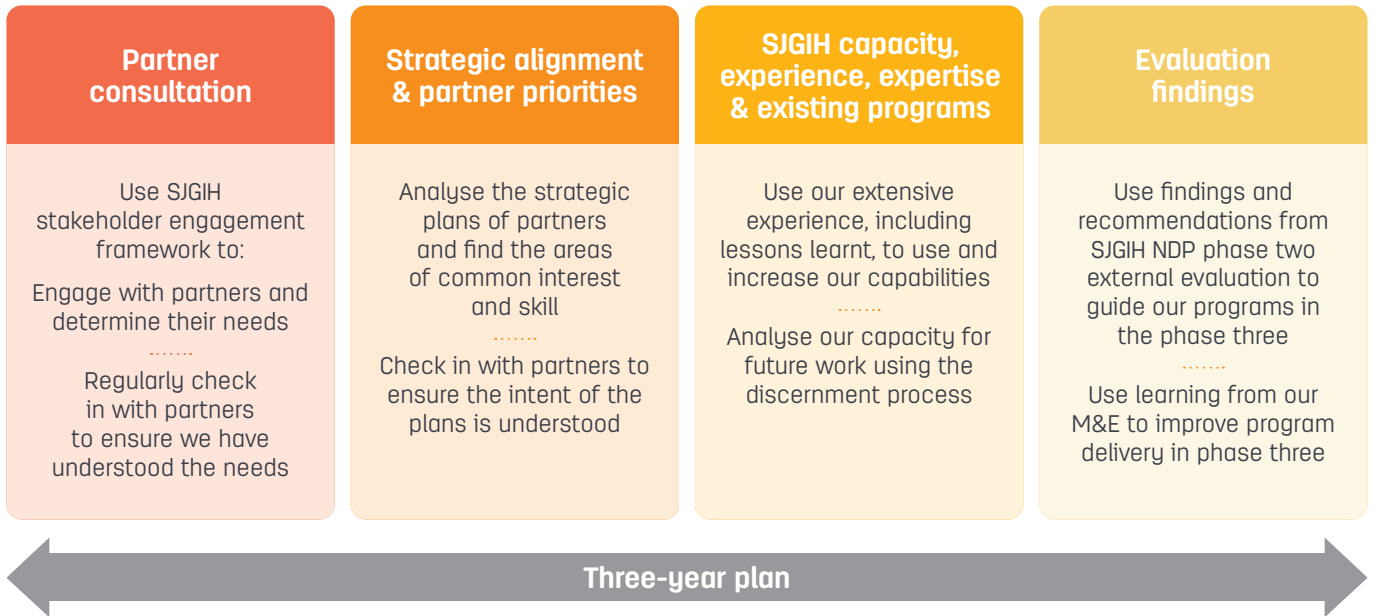 Partner
consultation
Use SJGIH
stakeholder engagement
framework to:
Engage with partners and
determine their needs
Regularly check
in with partners
to ensure we have
understood the needs
Strategic alignment
& partner priorities
Analyse the strategic
plans of partners
and find the areas
of common interest
and skill
Check in with partners to
ensure the intent of the
plans is understood
SJGIH capacity,
experience, expertise
& existing programs
Use our extensive
experience, including
lessons learnt, to use and
increase our capabilities
Analyse our capacity for
future work using the
discernment process
Evaluation
findings
Use findings and
recommendations from
SJGIH NDP phase two
external evaluation to
guide our programs in
the phase three
Use learning from our
M&E to improve program
delivery in phase three
Three-year plan